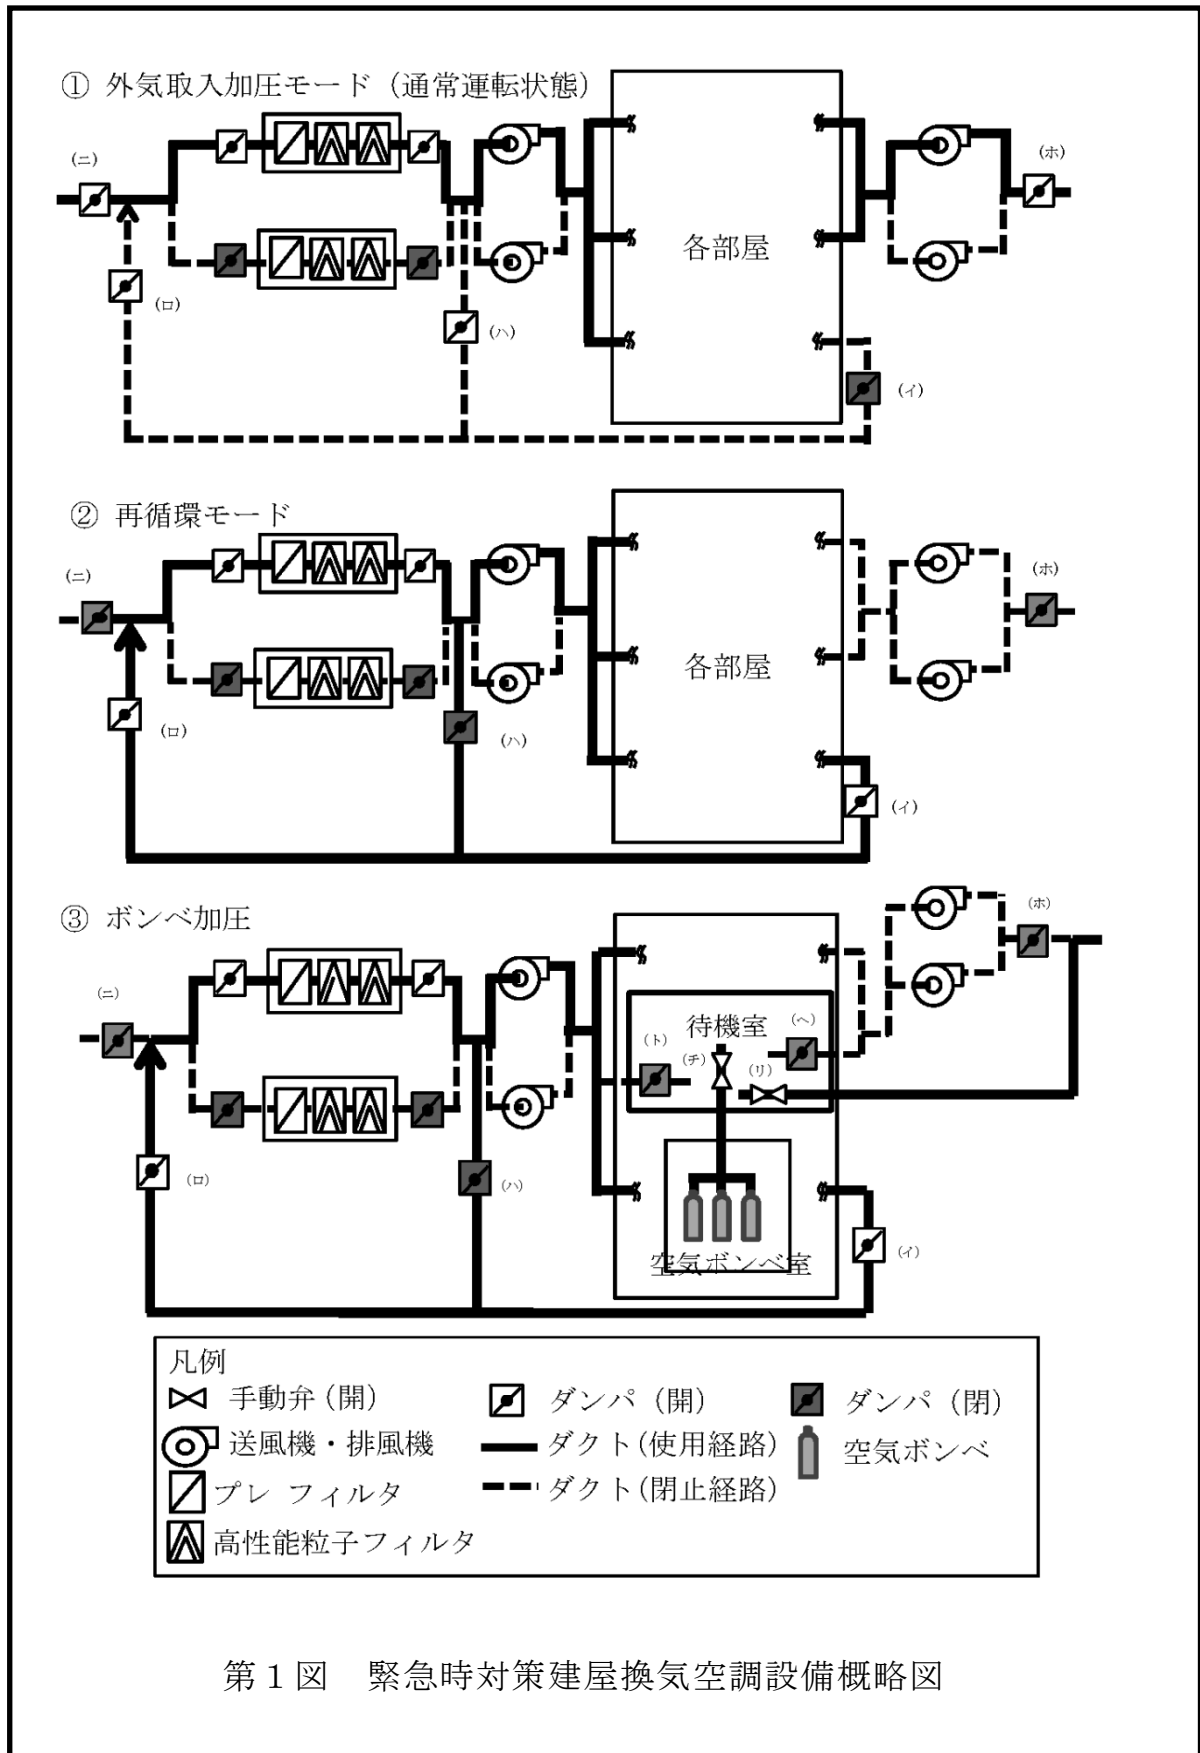 ① 外気取入加圧モード (通常運転状態)
(ニ)
(ホ)
各部屋
(ロ)
(ハ)
(イ)
② 再循環モード
(ニ)
(ホ)
各部屋
(ロ)
(ハ)
(イ)
③ ボンベ加圧
(ホ)
(ニ)
待機室
(ヘ)
(ト)
(チ)
(リ)
(ロ)
(ハ)
(イ)
空気ボンベ室
凡例
手動弁(開)
ダンパ (開)
ダンパ (閉)
送風機・排風機
ダクト(使用経路)
空気ボンベ
プレ フィルタ
ダクト(閉止経路)
高性能粒子フィルタ
第1図 緊急時対策建屋換気空調設備概略図